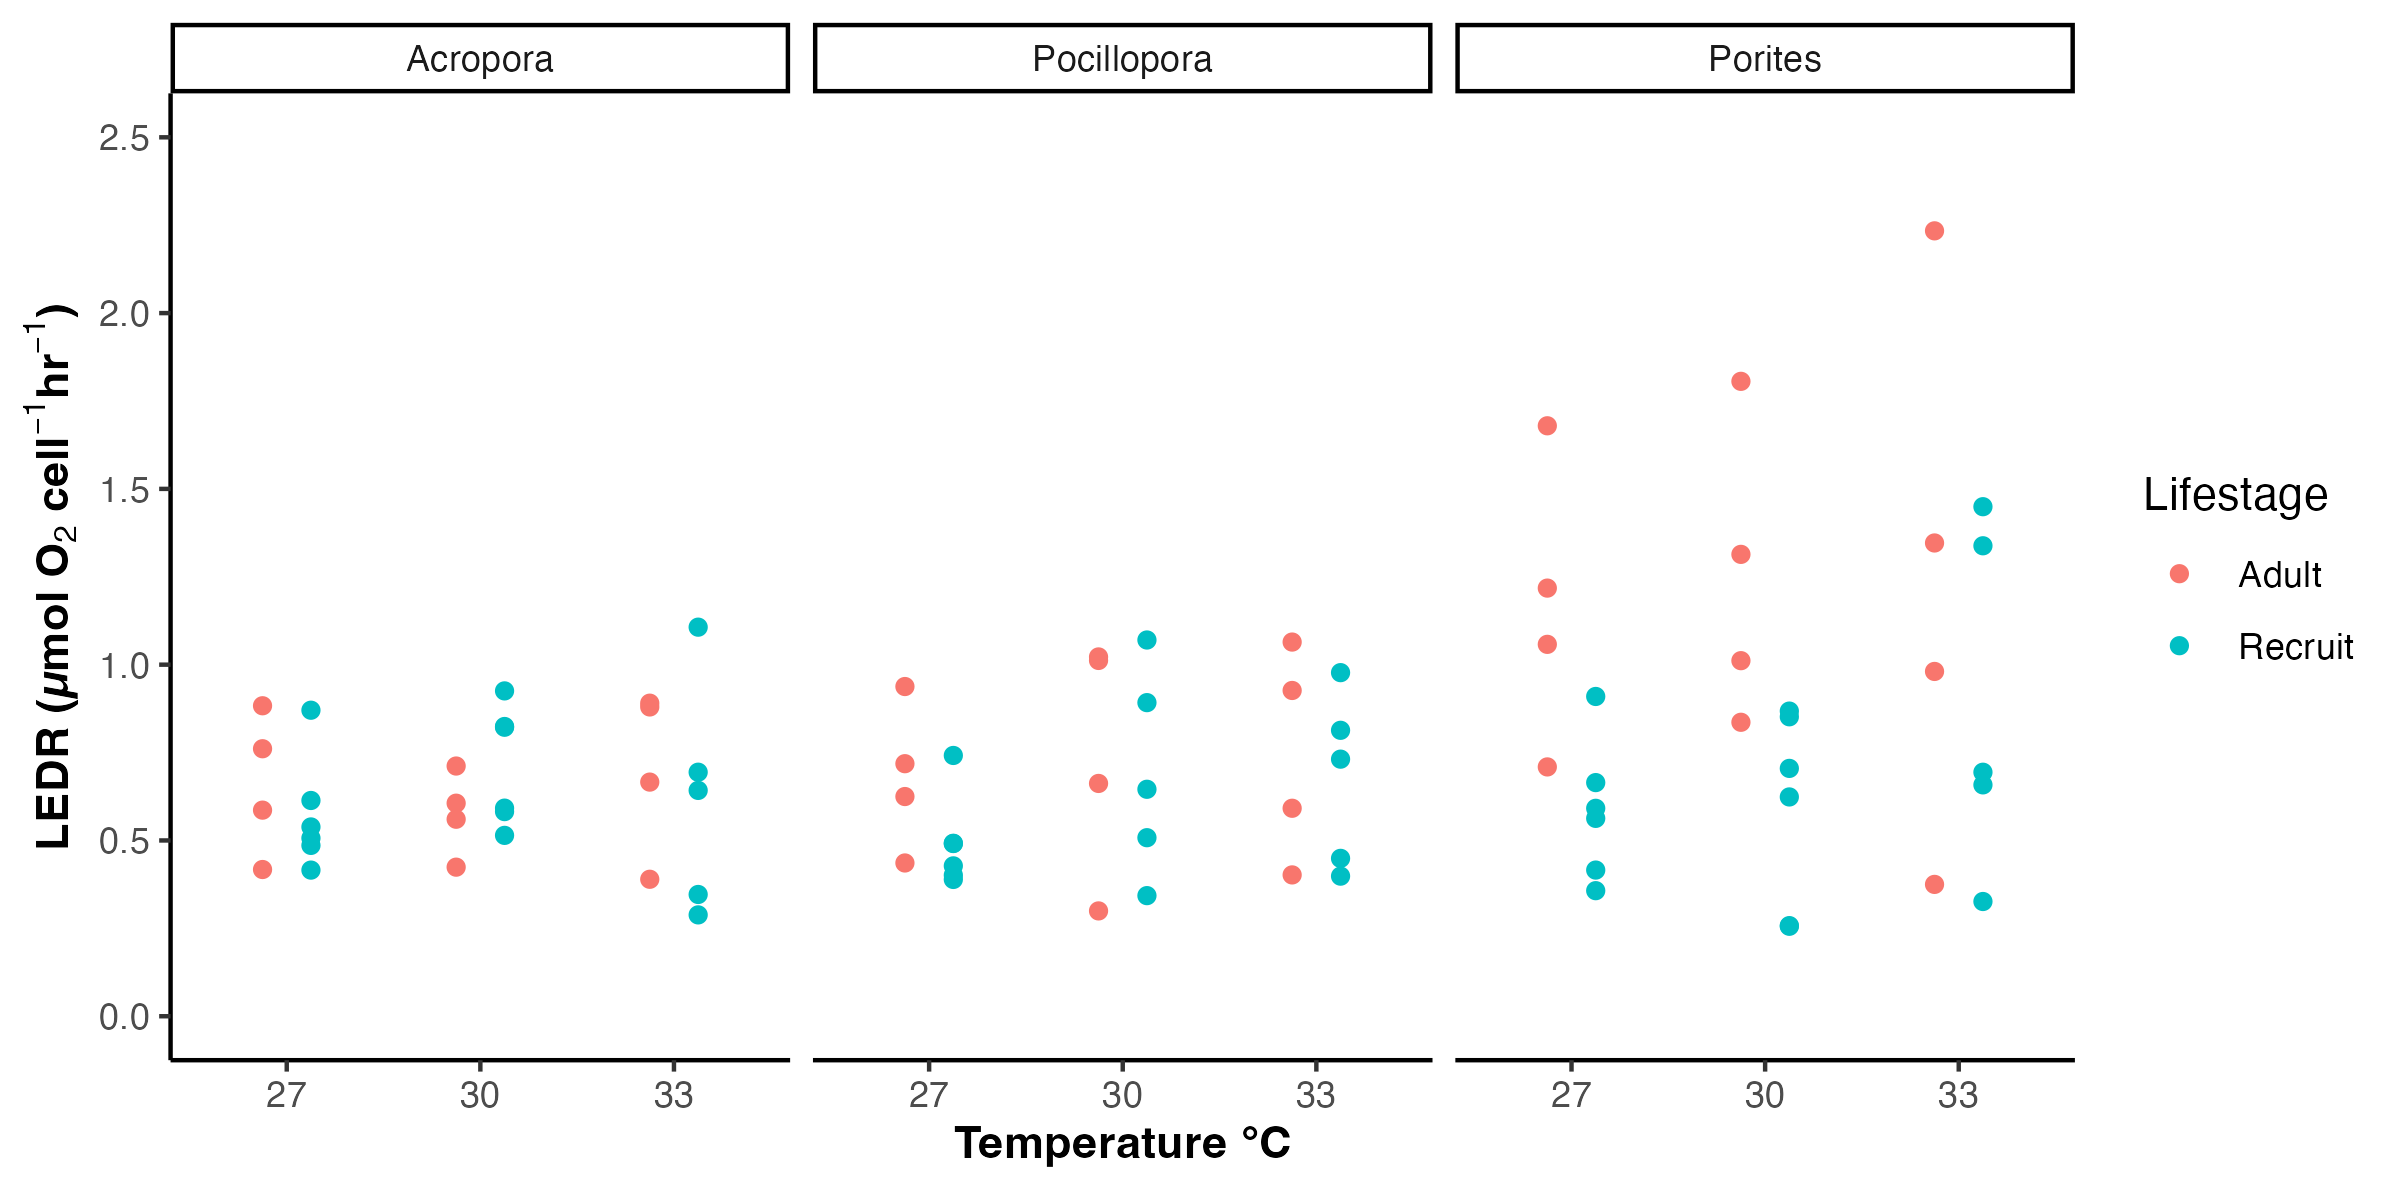 Acropora Pocillopora Porites
2.5
2.0
1.5
1.0
0.5
0.0
LEDR (µmol O₂ cell⁻¹hr⁻¹)
27 30 33 27 30 33 27 30 33
Temperature °C
Lifestage
Adult
Recruit